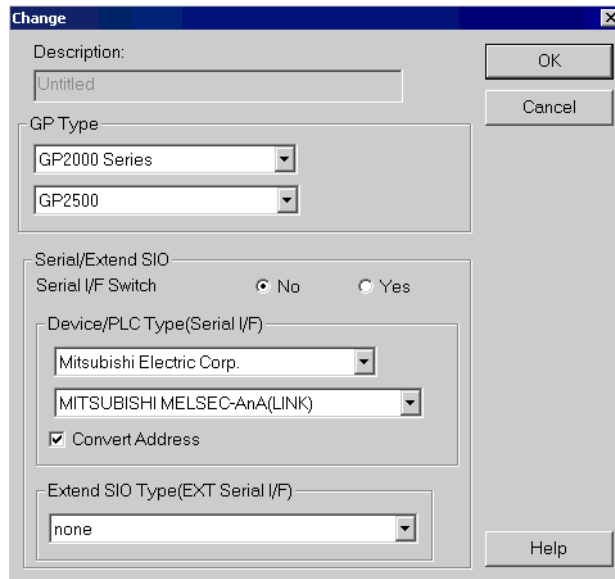 Change
Description:
OK
Untitled
Cancel
GP Type
GP2000 Series
GP2500
Serial/Extend SIO
Serial I/F Switch No Yes
Device/PLC Type(Serial I/F)
Mitsubishi Electric Corp.
MITSUBISHI MELSEC-AnA(LINK)
Convert Address
Extend SIO Type(EXT Serial I/F)
none
Help